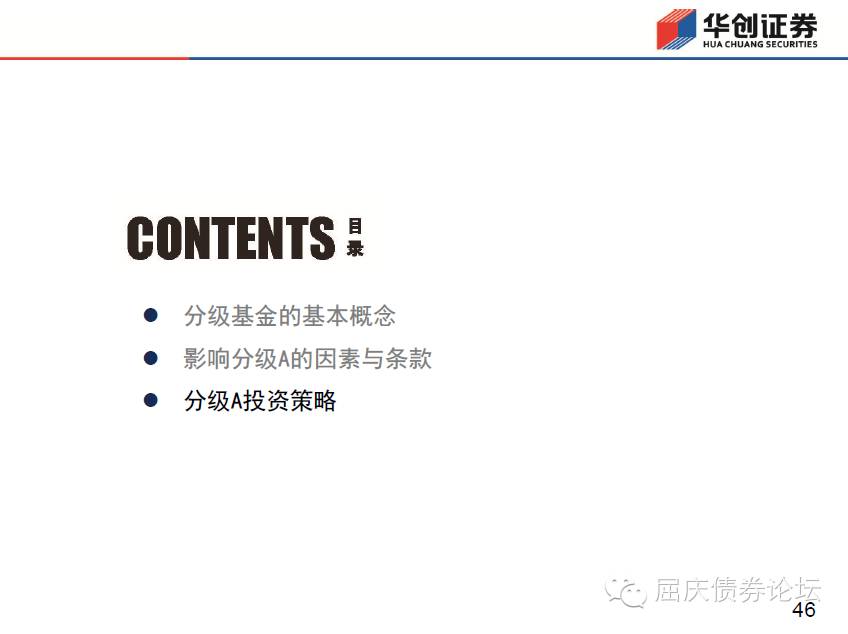 华创证券
HUA CHUANG SECURITIES
CONTENTS 目录
分级基金的基本概念
影响分级A的因素与条款
分级A投资策略
屈庆债券论坛
46